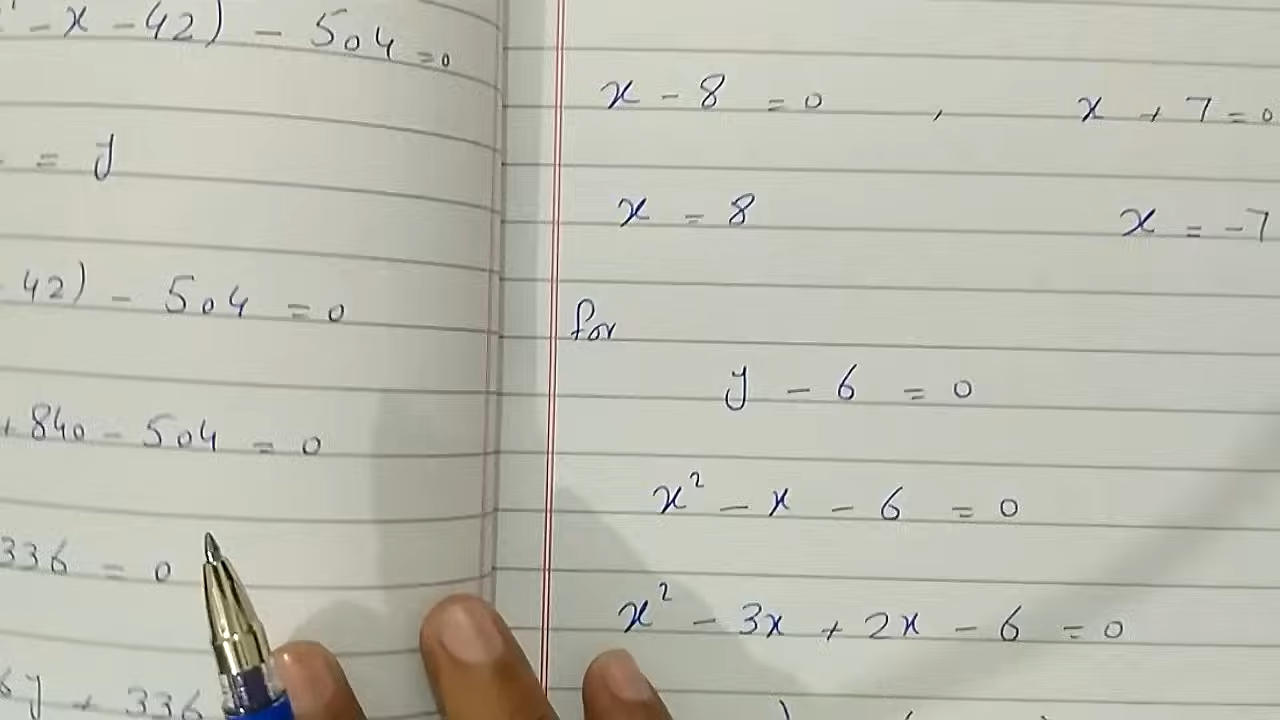 - x - 42) - 504 = 0
= y
42) - 504 = 0
+ 840 - 504 = 0
336 = 0
6y + 336
x - 8 = 0 , x + 7 = 0
x = 8 x = -7
for
y - 6 = 0
x² - x - 6 = 0
x² - 3x + 2x - 6 = 0